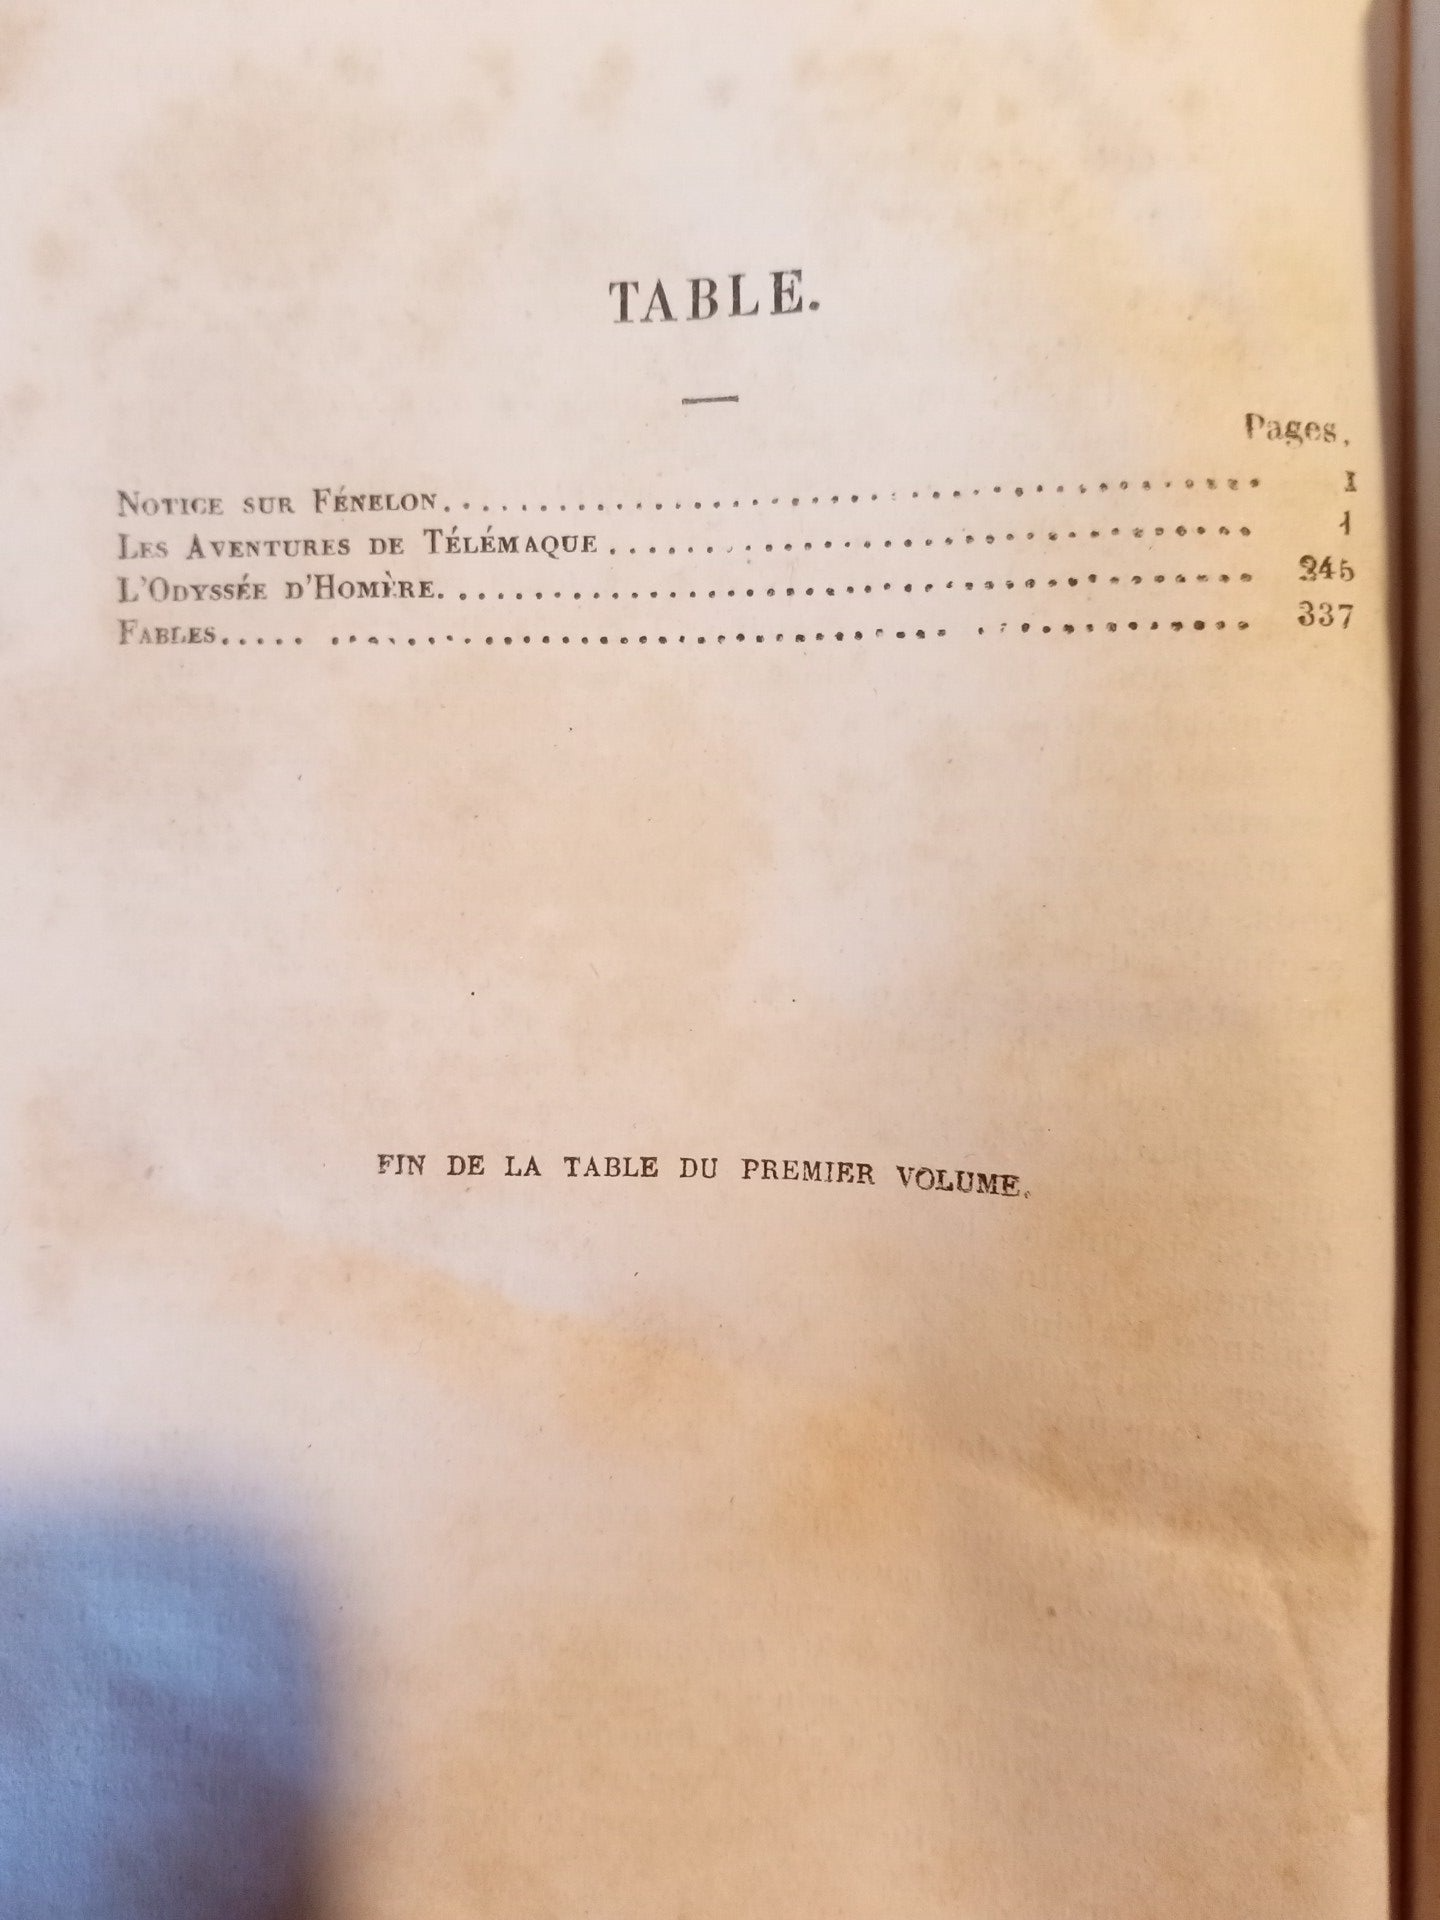 TABLE.
Pages.
NOTICE SUR FÉNELON. . . . . . . . . . . . . . . . . . . . . . . . . . . . . . . . . . . . . . . . I
LES AVENTURES DE TÉLÉMAQUE . . . . . . . . . . . . . . . . . . . . . . . . . . . . . . . . . 1
L'ODYSSÉE D'HOMÈRE. . . . . . . . . . . . . . . . . . . . . . . . . . . . . . . . . . . . . . . 245
FABLES. . . . . . . . . . . . . . . . . . . . . . . . . . . . . . . . . . . . . . . . . . . . . . . . 337
FIN DE LA TABLE DU PREMIER VOLUME.